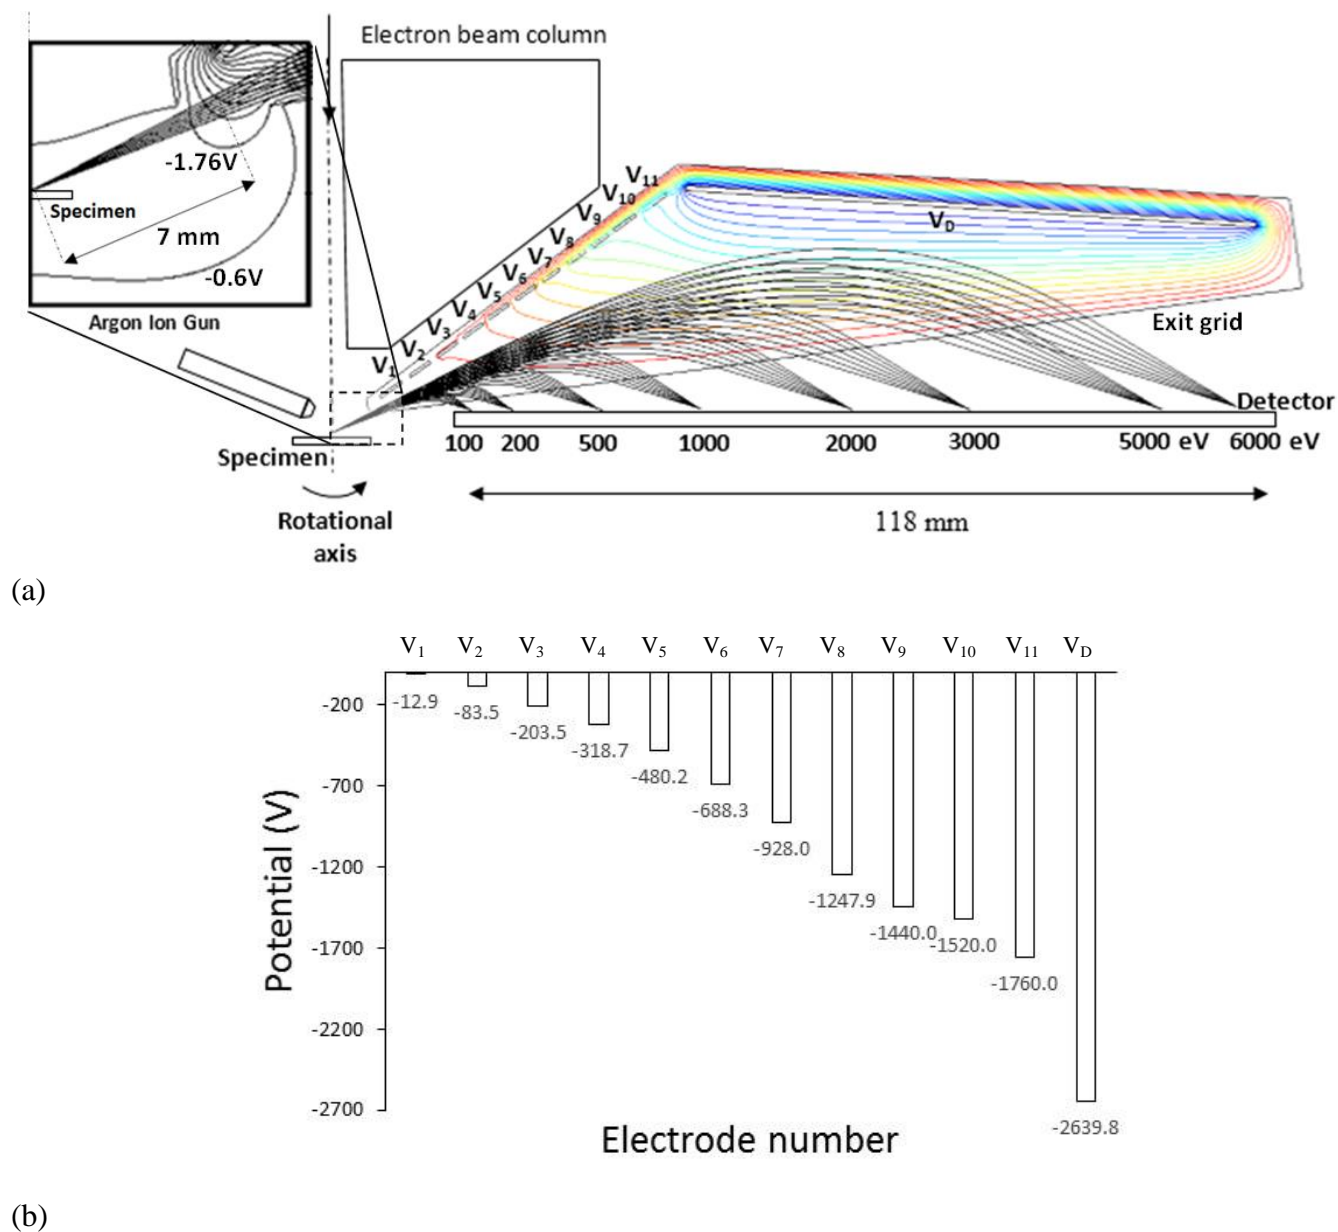 Electron beam column
-1.76V
Specimen
7 mm
-0.6V
Argon Ion Gun
V11
V10
V9
V8
V7
V6
V5
V4
V3
V2
V1
VD
Exit grid
Detector
100 200 500 1000 2000 3000 5000 eV 6000 eV
Specimen
Rotational
axis
118 mm
(a)
V1 V2 V3 V4 V5 V6 V7 V8 V9 V10 V11 VD
-200
-700
-1200
-1700
-2200
-2700
Potential (V)
-12.9
-83.5
-203.5
-318.7
-480.2
-688.3
-928.0
-1247.9
-1440.0
-1520.0
-1760.0
-2639.8
Electrode number
(b)